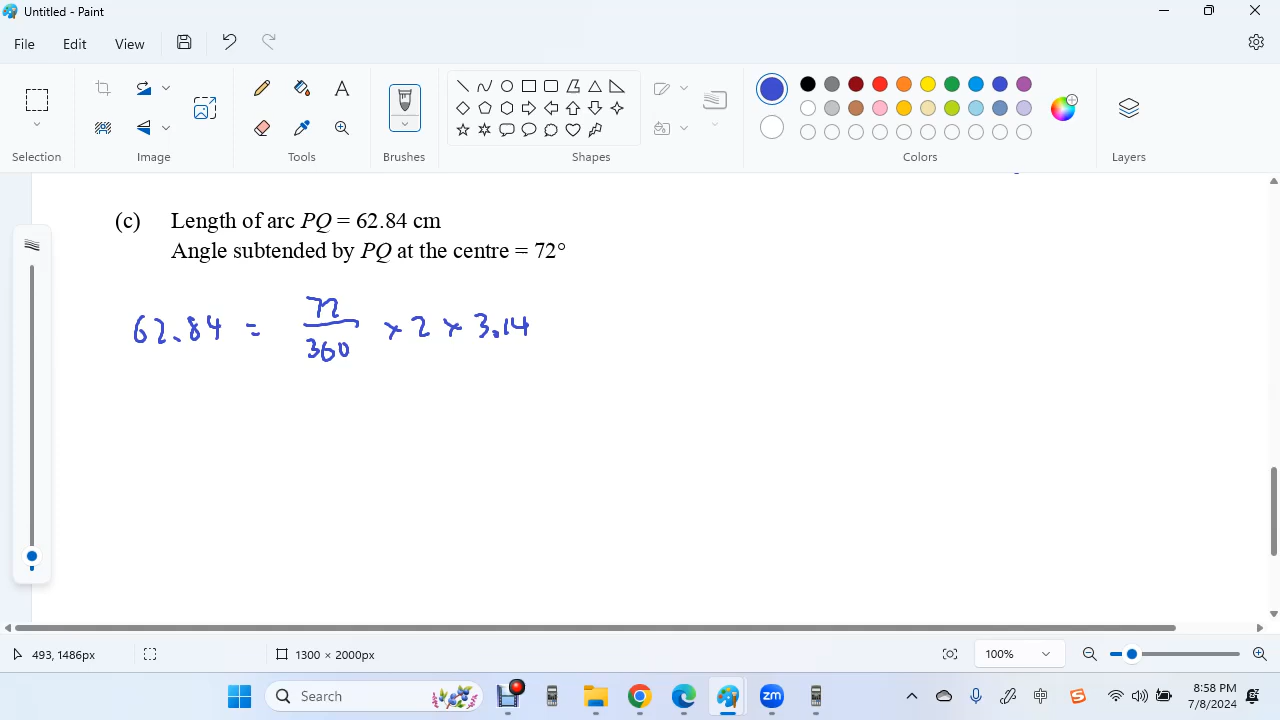 Untitled - Paint
File Edit View
Selection Image Tools Brushes Shapes Colors Layers
(c) Length of arc PQ = 62.84 cm
Angle subtended by PQ at the centre = 72°
62.84 = 72/360 × 2 × 3.14
493, 1486px 1300 × 2000px 100%
Search zm 中 S 8:58 PM
7/8/2024